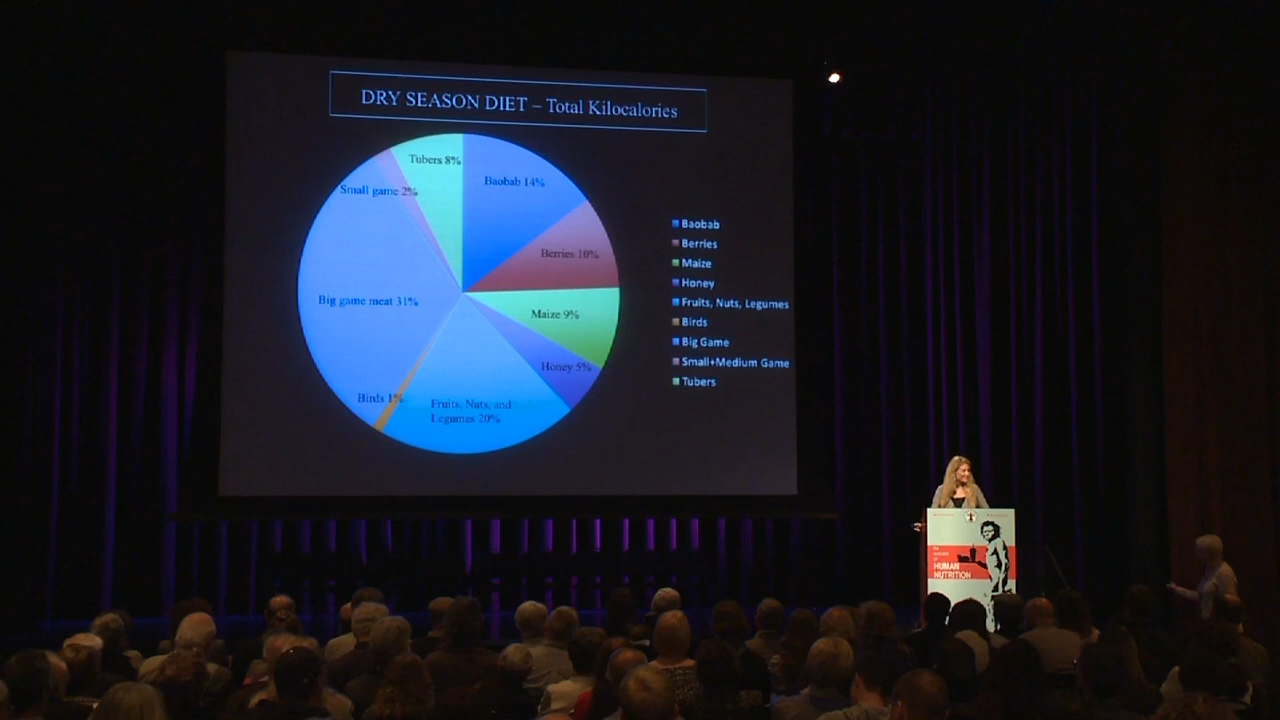 DRY SEASON DIET – Total Kilocalories
Tubers 8%
Baobab 14%
Small game 2%
Berries 10%
Big game meat 31%
Maize 9%
Honey 5%
Birds 1%
Fruits, Nuts, and
Legumes 20%
Baobab
Berries
Maize
Honey
Fruits, Nuts, Legumes
Birds
Big Game
Small+Medium Game
Tubers
HUMAN
NUTRITION